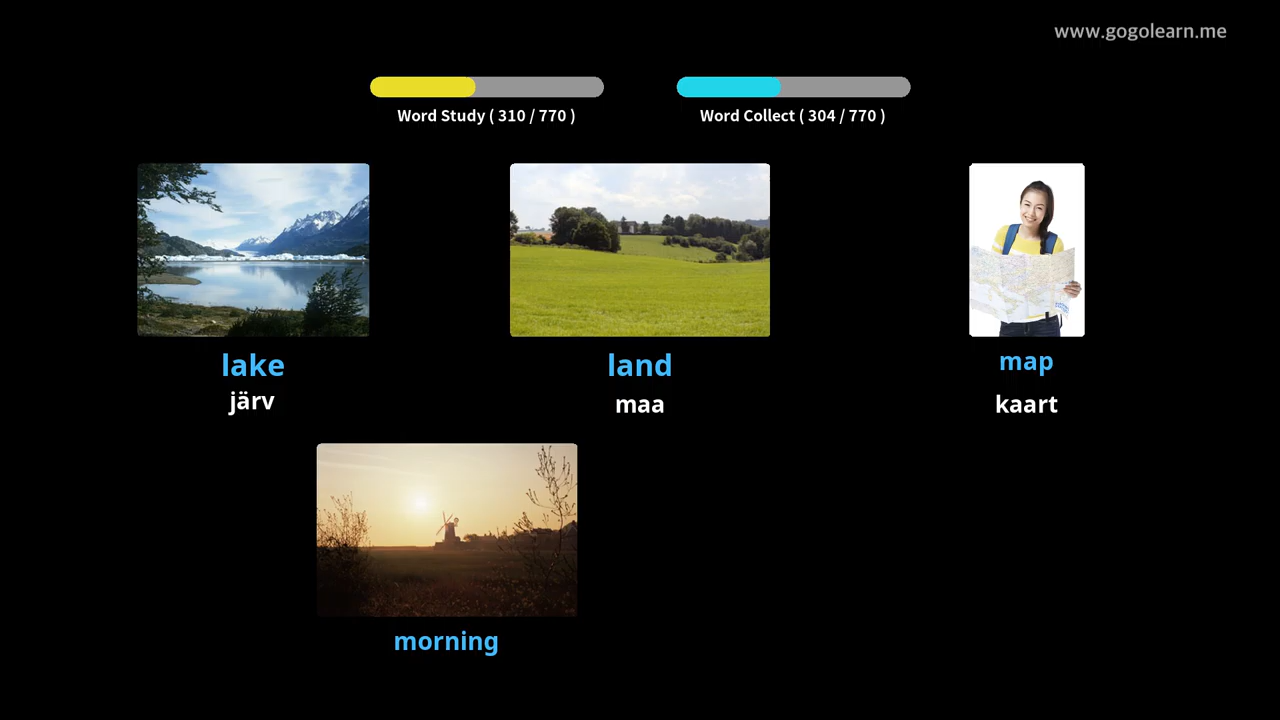 www.gogolearn.me
Word Study ( 310 / 770 )
Word Collect ( 304 / 770 )
lake
järv
land
maa
map
kaart
morning